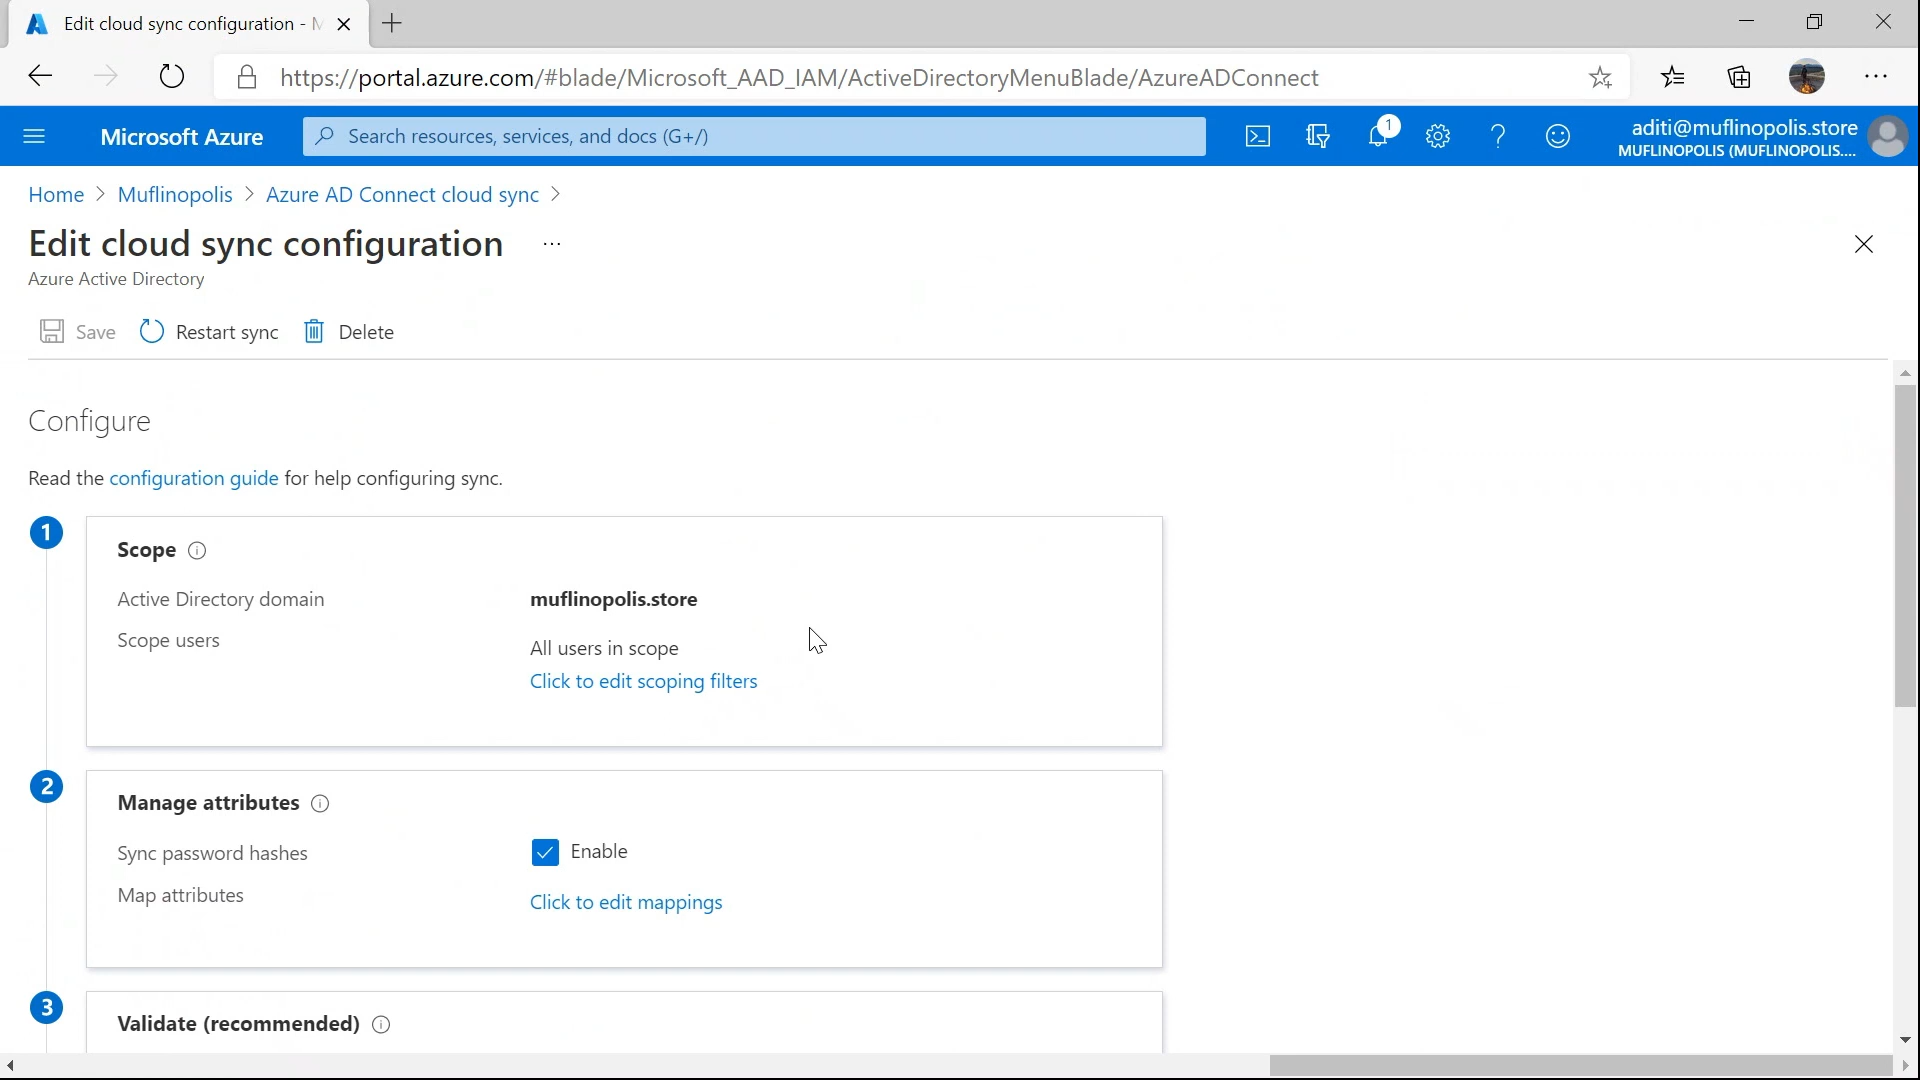 Edit cloud sync configuration - M
https://portal.azure.com/#blade/Microsoft_AAD_IAM/ActiveDirectoryMenuBlade/AzureADConnect
Microsoft Azure
Search resources, services, and docs (G+/)
1
aditi@muflinopolis.store
MUFLINOPOLIS (MUFLINOPOLIS....
Home > Muflinopolis > Azure AD Connect cloud sync >
Edit cloud sync configuration ...
Azure Active Directory
Save Restart sync Delete
Configure
Read the configuration guide for help configuring sync.
1
Scope
Active Directory domain muflinopolis.store
Scope users All users in scope
Click to edit scoping filters
2
Manage attributes
Sync password hashes Enable
Map attributes Click to edit mappings
3
Validate (recommended)